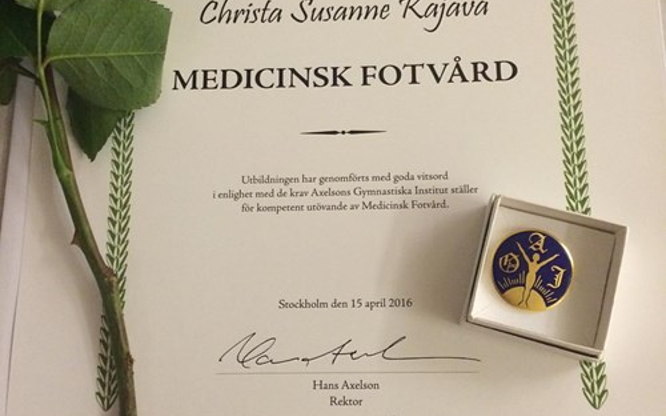 Christa Susanne Kajava
MEDICINSK FOTVÅRD
Utbildningen har genomförts med goda vitsord
i enlighet med de krav Axelsons Gymnastiska Institut ställer
för kompetent utövande av Medicinsk Fotvård.
Stockholm den 15 april 2016
Hans Axelson
Rektor
G A I